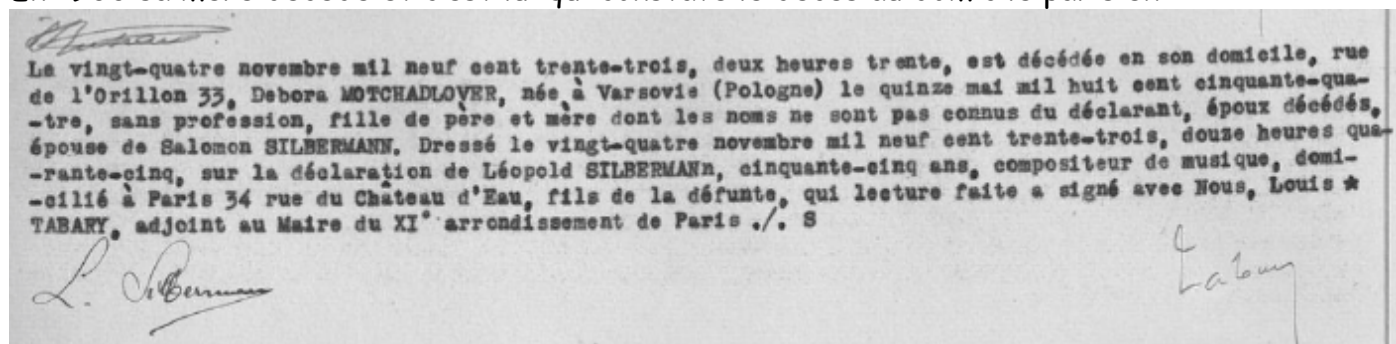 Le vingt-quatre novembre mil neuf cent trente-trois, deux heures trente, est décédée en son domicile, rue
de l'Orillon 33, Debora MOTCHADLOVER, née à Varsovie (Pologne) le quinze mai mil huit cent cinquante-qua-
-tre, sans profession, fille de père et mère dont les noms ne sont pas connus du déclarant, époux décédés,
épouse de Salomon SILBERMANN. Dressé le vingt-quatre novembre mil neuf cent trente-trois, douze heures qua-
-rante-cinq, sur la déclaration de Léopold SILBERMANn, cinquante-cinq ans, compositeur de musique, domi-
-cilié à Paris 34 rue du Château d'Eau, fils de la défunte, qui lecture faite a signé avec Nous, Louis *
TABARY, adjoint au Maire du XI° arrondissement de Paris ./. S
L. Silberman
Tabary